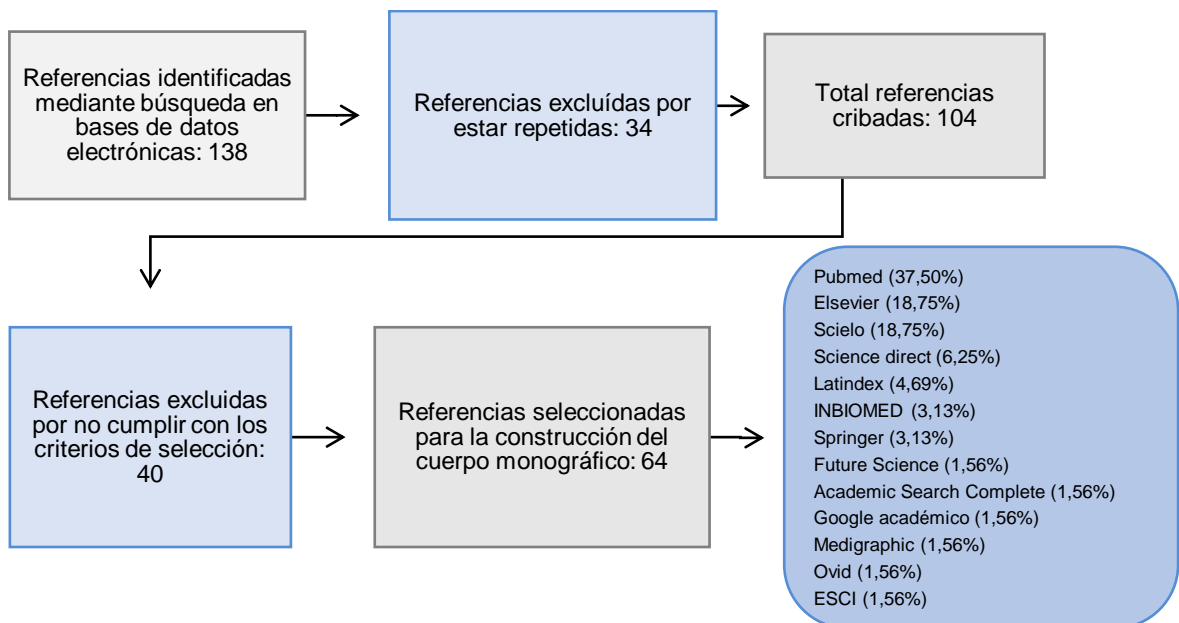 Referencias identificadas
mediante búsqueda en
bases de datos
electrónicas: 138
Referencias excluídas por
estar repetidas: 34
Total referencias
cribadas: 104
Referencias excluidas
por no cumplir con los
criterios de selección:
40
Referencias seleccionadas
para la construcción del
cuerpo monográfico: 64
Pubmed (37,50%)
Elsevier (18,75%)
Scielo (18,75%)
Science direct (6,25%)
Latindex (4,69%)
INBIOMED (3,13%)
Springer (3,13%)
Future Science (1,56%)
Academic Search Complete (1,56%)
Google académico (1,56%)
Medigraphic (1,56%)
Ovid (1,56%)
ESCI (1,56%)